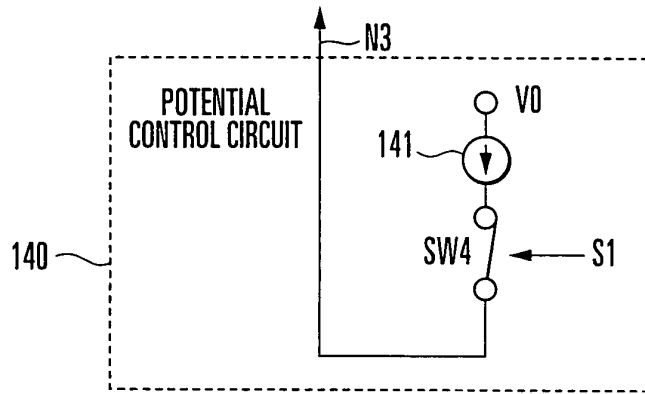 N3
POTENTIAL
CONTROL CIRCUIT
V0
141
140
SW4
S1